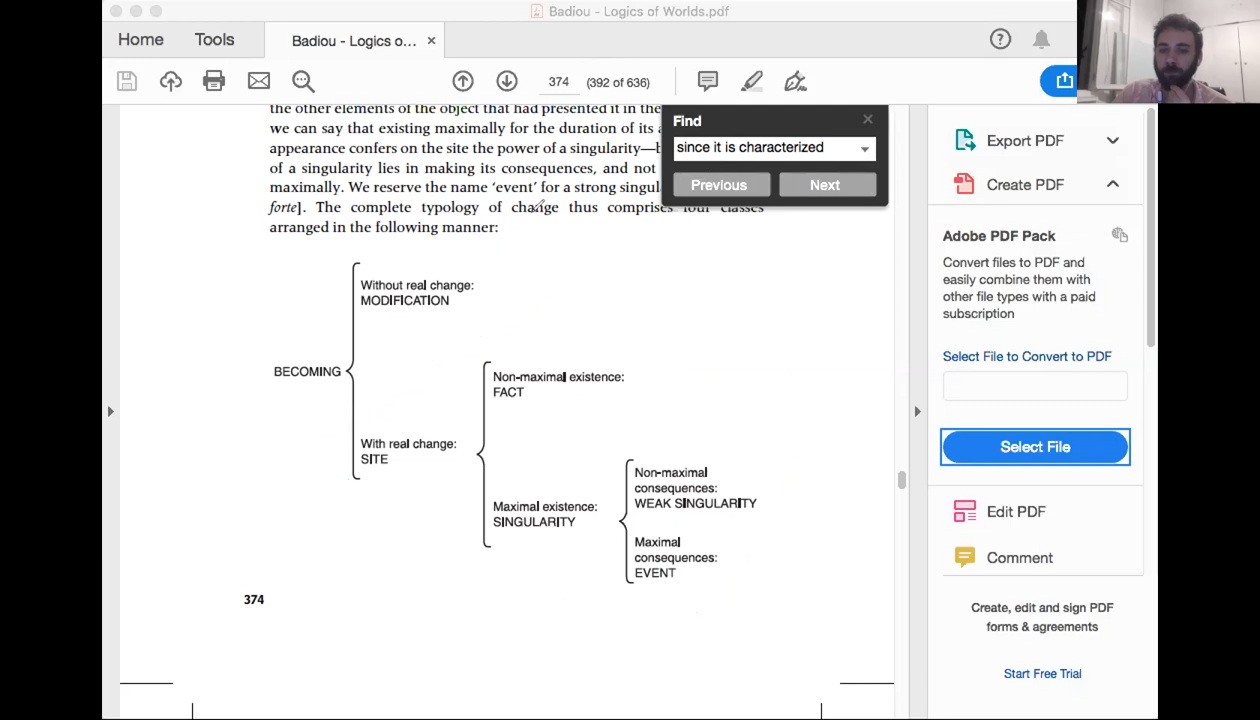 Badiou - Logics of Worlds.pdf
Home
Tools
Badiou - Logics o...
374
(392 of 636)
the other elements of the object that had presented it in the
we can say that existing maximally for the duration of its a
appearance confers on the site the power of a singularity—b
of a singularity lies in making its consequences, and not
maximally. We reserve the name 'event' for a strong singul
forte]. The complete typology of change thus comprises four classes
arranged in the following manner:
Find
since it is characterized
Previous
Next
BECOMING
Without real change:
MODIFICATION
With real change:
SITE
Non-maximal existence:
FACT
Maximal existence:
SINGULARITY
Non-maximal
consequences:
WEAK SINGULARITY
Maximal
consequences:
EVENT
374
Export PDF
Create PDF
Adobe PDF Pack
Convert files to PDF and
easily combine them with
other file types with a paid
subscription
Select File to Convert to PDF
Select File
Edit PDF
Comment
Create, edit and sign PDF
forms & agreements
Start Free Trial